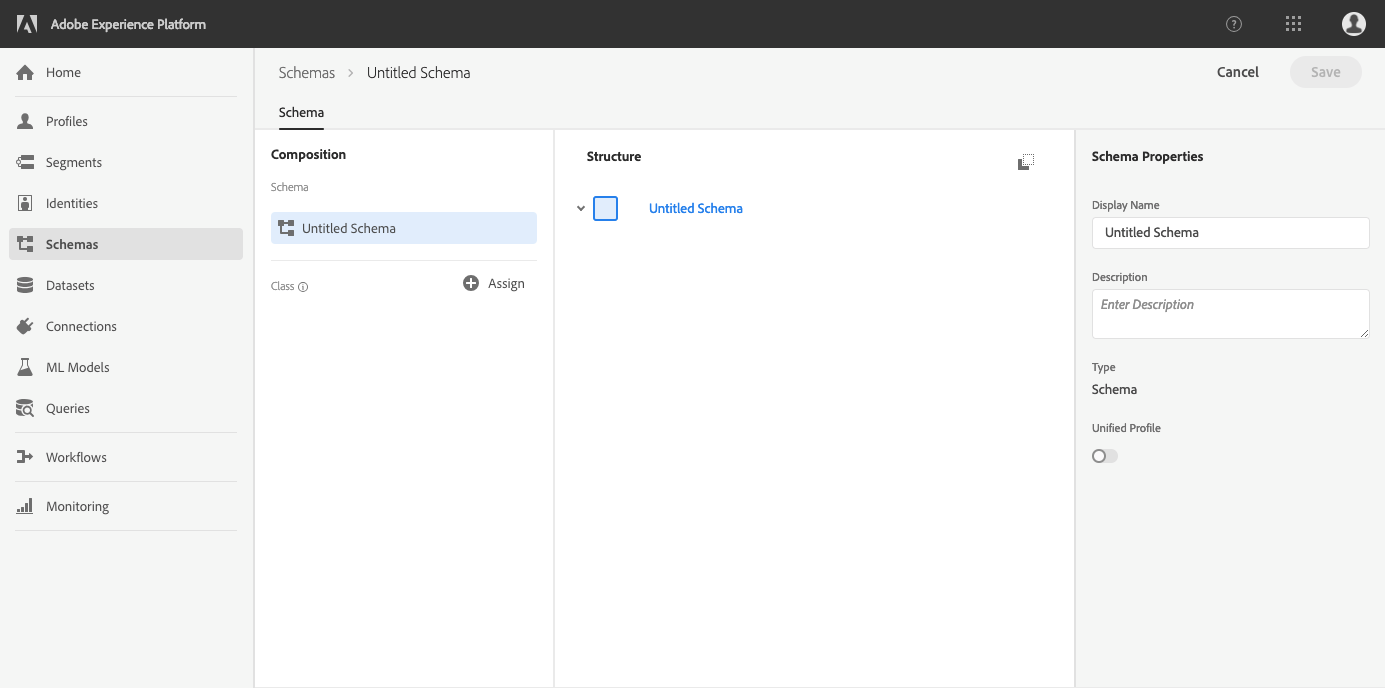 Adobe Experience Platform
Home
Profiles
Segments
Identities
Schemas
Datasets
Connections
ML Models
Queries
Workflows
Monitoring
Schemas > Untitled Schema
Cancel
Save
Schema
Composition
Schema
Untitled Schema
Class
Assign
Structure
Untitled Schema
Schema Properties
Display Name
Untitled Schema
Description
Enter Description
Type
Schema
Unified Profile